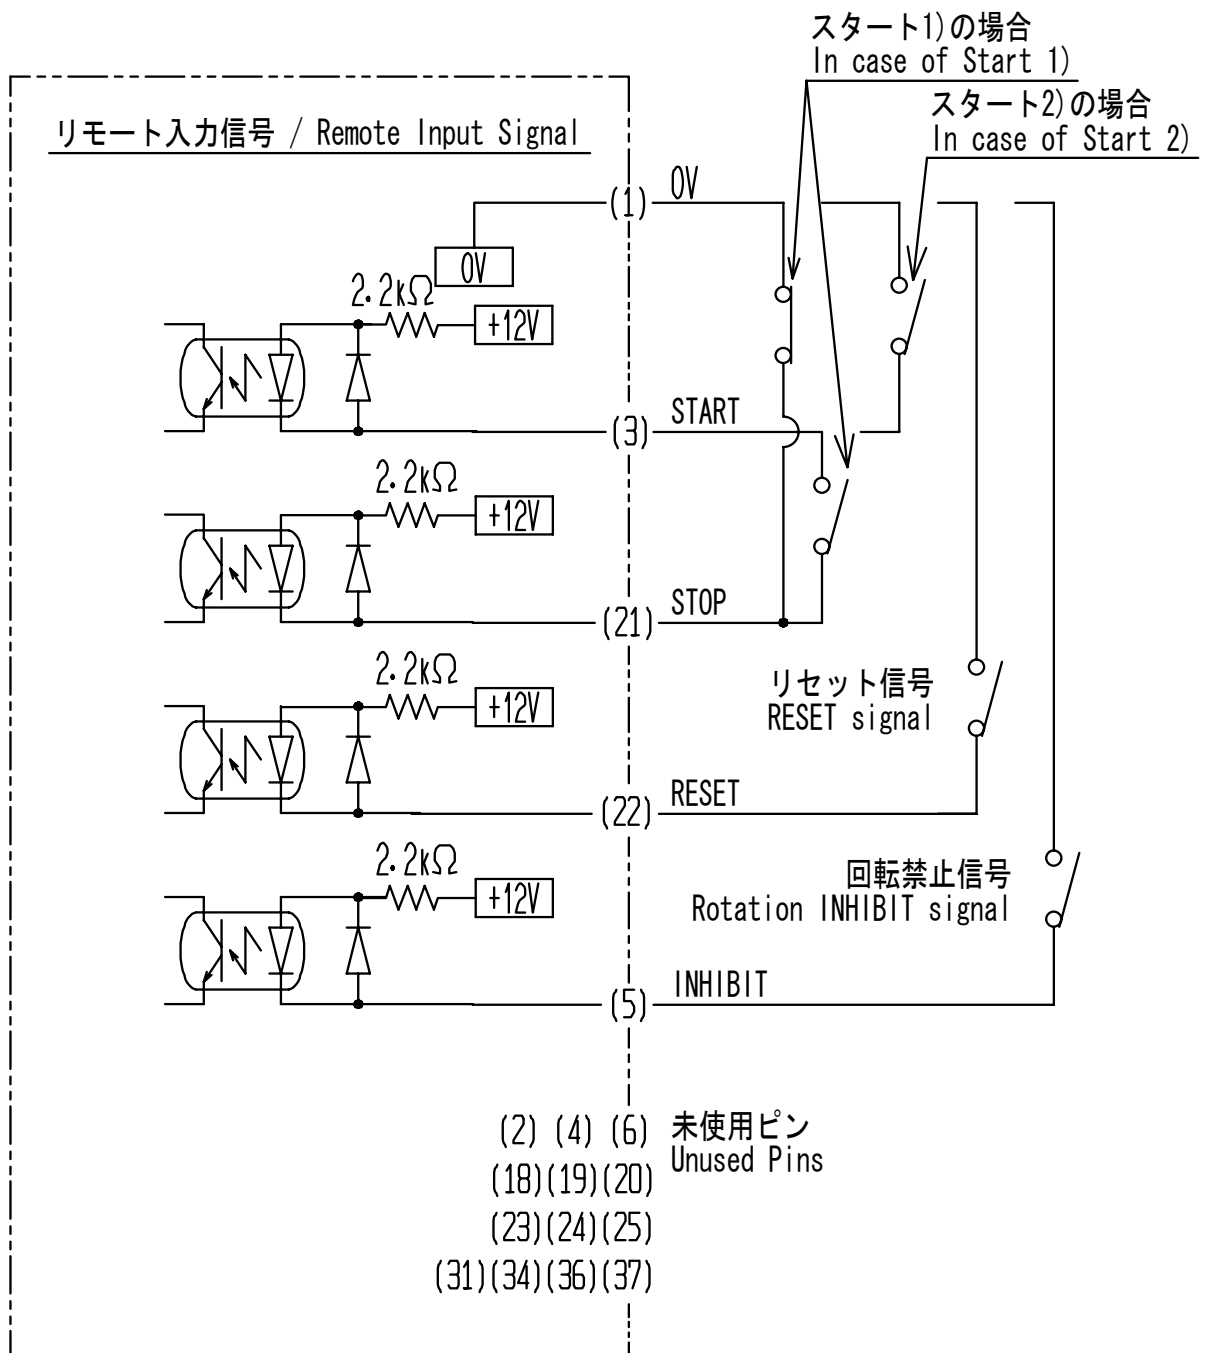 スタート1)の場合
In case of Start 1)
スタート2)の場合
In case of Start 2)
リモート入力信号 / Remote Input Signal
(1) 0V
0V
2.2kΩ
+12V
(3) START
2.2kΩ
+12V
(21) STOP
2.2kΩ
+12V
リセット信号
RESET signal
(22) RESET
2.2kΩ
+12V
回転禁止信号
Rotation INHIBIT signal
(5) INHIBIT
(2) (4) (6) 未使用ピン
Unused Pins
(18)(19)(20)
(23)(24)(25)
(31)(34)(36)(37)